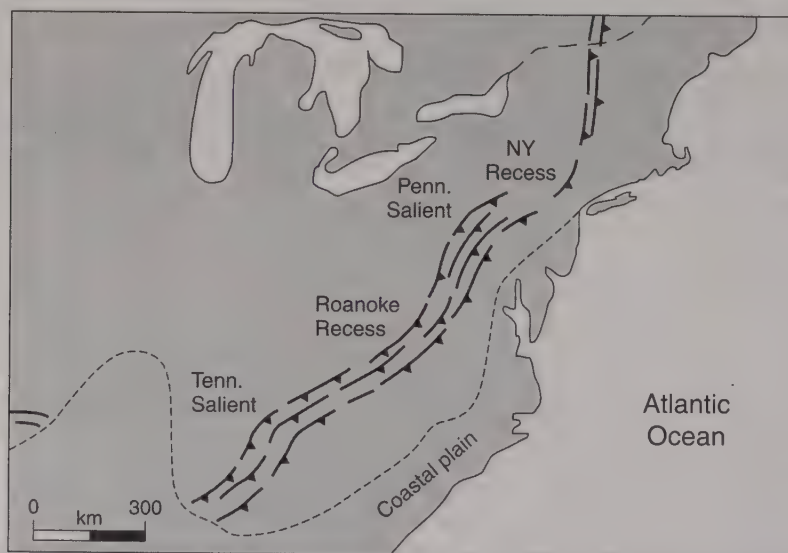 NY
Recess
Penn.
Salient
Roanoke
Recess
Tenn.
Salient
Atlantic
Ocean
Coastal plain
0 300
km